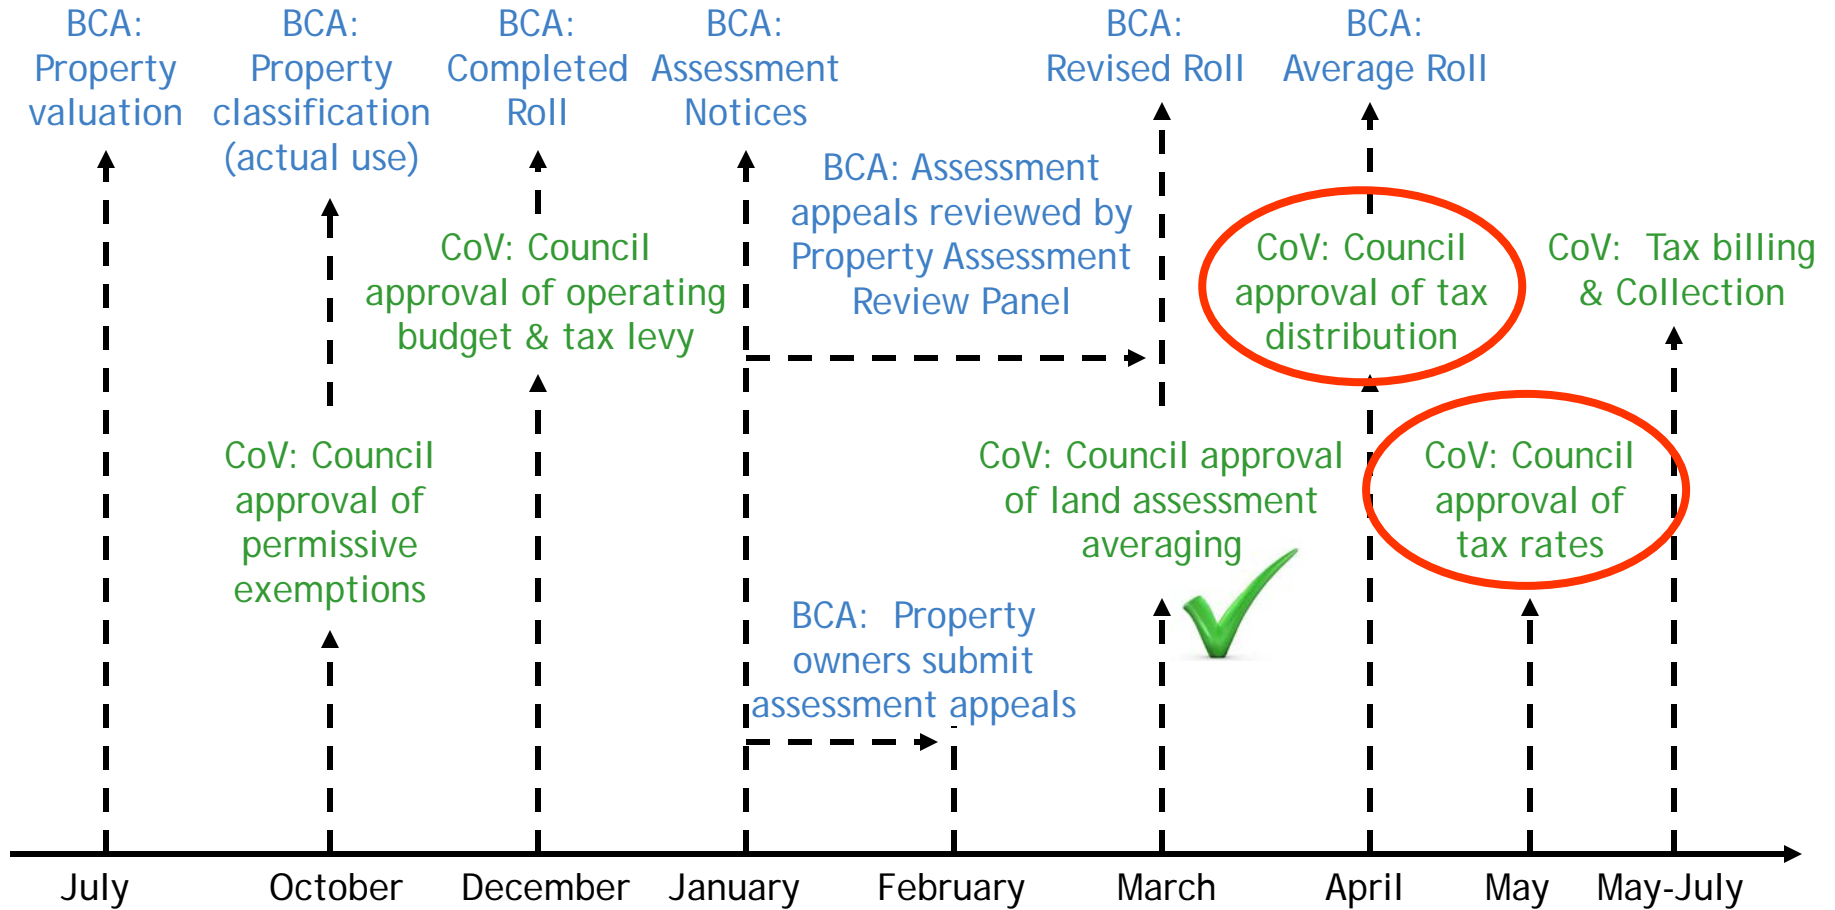 BCA:
Property
valuation
BCA:
Property
classification
(actual use)
BCA:
Completed
Roll
BCA:
Assessment
Notices
BCA:
Revised Roll
BCA:
Average Roll
BCA: Assessment
appeals reviewed by
Property Assessment
Review Panel
CoV: Council
approval of operating
budget & tax levy
CoV: Council
approval of tax
distribution
CoV: Tax billing
& Collection
CoV: Council
approval of
permissive
exemptions
CoV: Council approval
of land assessment
averaging
CoV: Council
approval of
tax rates
BCA: Property
owners submit
assessment appeals
July
October
December
January
February
March
April
May
May-July